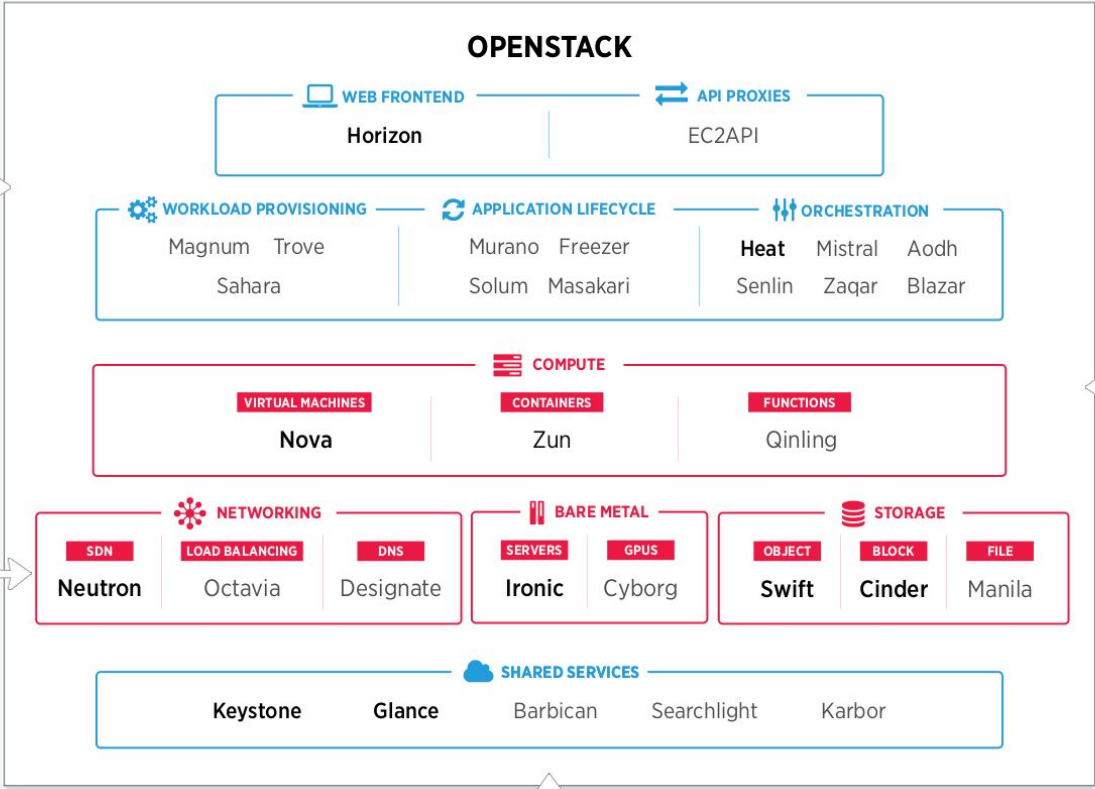 OPENSTACK
WEB FRONTEND
API PROXIES
Horizon
EC2API
WORKLOAD PROVISIONING
APPLICATION LIFECYCLE
ORCHESTRATION
Magnum Trove
Sahara
Murano Freezer
Solum Masakari
Heat Mistral Aodh
Senlin Zaqar Blazar
COMPUTE
VIRTUAL MACHINES
CONTAINERS
FUNCTIONS
Nova
Zun
Qinling
NETWORKING
SDN
LOAD BALANCING
DNS
Neutron
Octavia
Designate
BARE METAL
SERVERS
GPUS
Ironic
Cyborg
STORAGE
OBJECT
BLOCK
FILE
Swift
Cinder
Manila
SHARED SERVICES
Keystone Glance Barbican Searchlight Karbor